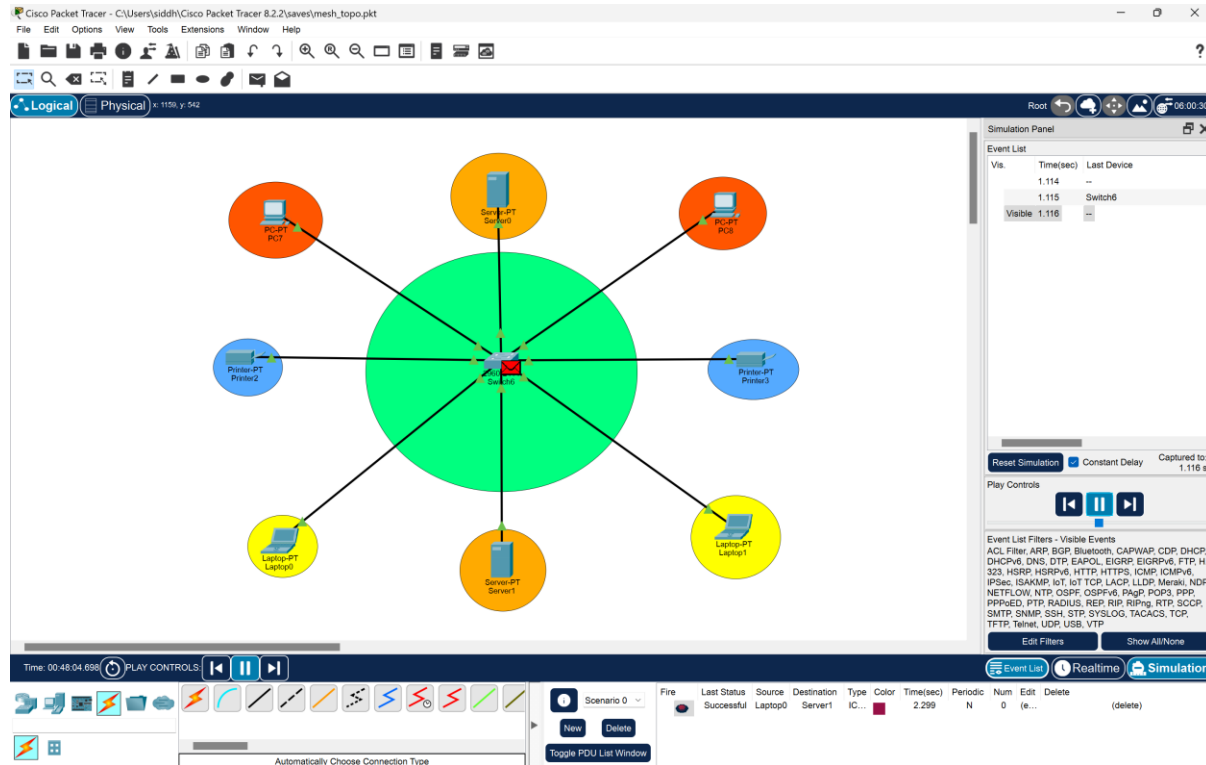 Cisco Packet Tracer - C:\Users\siddh\Cisco Packet Tracer 8.2.2\saves\mesh_topo.pkt
File Edit Options View Tools Extensions Window Help
Logical Physical x: 1159, y: 542
Root 06:00:30
Simulation Panel
Event List
Vis. Time(sec) Last Device
1.114 --
1.115 Switch6
Visible 1.116 --
PC-PT
PC7
Server-PT
Server0
PC-PT
PC8
Printer-PT
Printer2
Switch6
Printer-PT
Printer3
Laptop-PT
Laptop0
Server-PT
Server1
Laptop-PT
Laptop1
Reset Simulation Constant Delay Captured to:
1.116 s
Play Controls
Event List Filters - Visible Events
ACL Filter, ARP, BGP, Bluetooth, CAPWAP, CDP, DHCP,
DHCPv6, DNS, DTP, EAPOL, EIGRP, EIGRPv6, FTP, H.
323, HSRP, HSRPv6, HTTP, HTTPS, ICMP, ICMPv6,
IPSec, ISAKMP, IoT, IoT TCP, LACP, LLDP, Meraki, NDP,
NETFLOW, NTP, OSPF, OSPFv6, PAgP, POP3, PPP,
PPPoED, PTP, RADIUS, REP, RIP, RIPng, RTP, SCCP,
SMTP, SNMP, SSH, STP, SYSLOG, TACACS, TCP,
TFTP, Telnet, UDP, USB, VTP
Edit Filters Show All/None
Time: 00:48:04.698 PLAY CONTROLS:
Event List Realtime Simulation
Scenario 0
New Delete
Toggle PDU List Window
Fire Last Status Source Destination Type Color Time(sec) Periodic Num Edit Delete
Successful Laptop0 Server1 IC... 2.299 N 0 (e... (delete)
Automatically Choose Connection Type